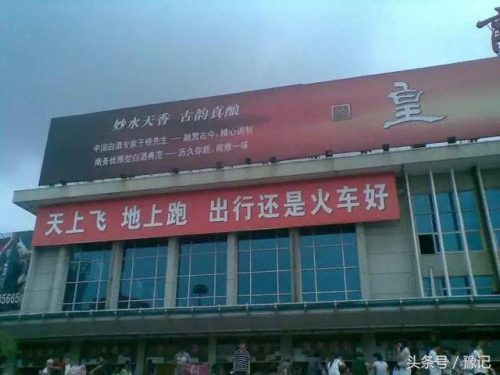 妙水天香 古韵真酿
中国白酒专家于桥先生——融贯古今,精心调制
商务优雅型白酒典范——历久弥新,尚雅一味
皇
天上飞 地上跑 出行还是火车好
05665
头条号 / 豫记